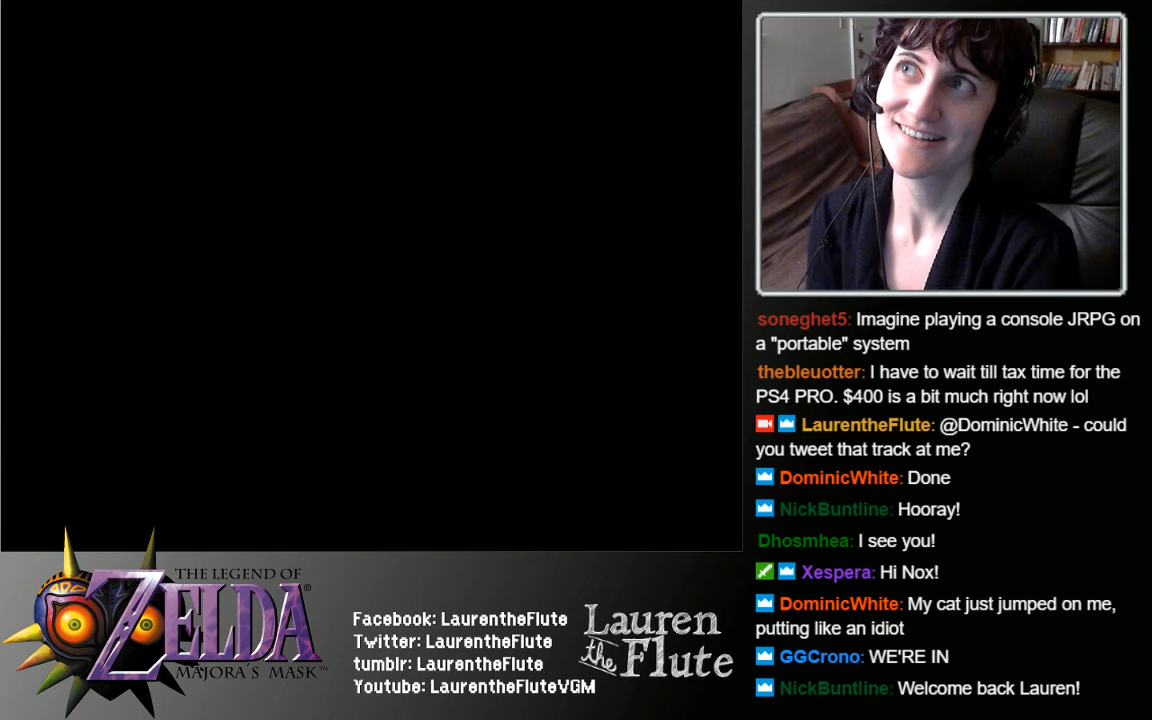 soneghet5: Imagine playing a console JRPG on
a "portable" system
thebleuotter: I have to wait till tax time for the
PS4 PRO. $400 is a bit much right now lol
LaurentheFlute: @DominicWhite - could
you tweet that track at me?
DominicWhite: Done
NickBuntline: Hooray!
Dhosmhea: I see you!
Xespera: Hi Nox!
DominicWhite: My cat just jumped on me,
putting like an idiot
GGCrono: WE'RE IN
NickBuntline: Welcome back Lauren!
THE LEGEND OF
ZELDA®
MAJORA'S MASK™
Facebook: LaurentheFlute
Twitter: LaurentheFlute
tumblr: LaurentheFlute
Youtube: LaurentheFluteVGM
Lauren
the Flute